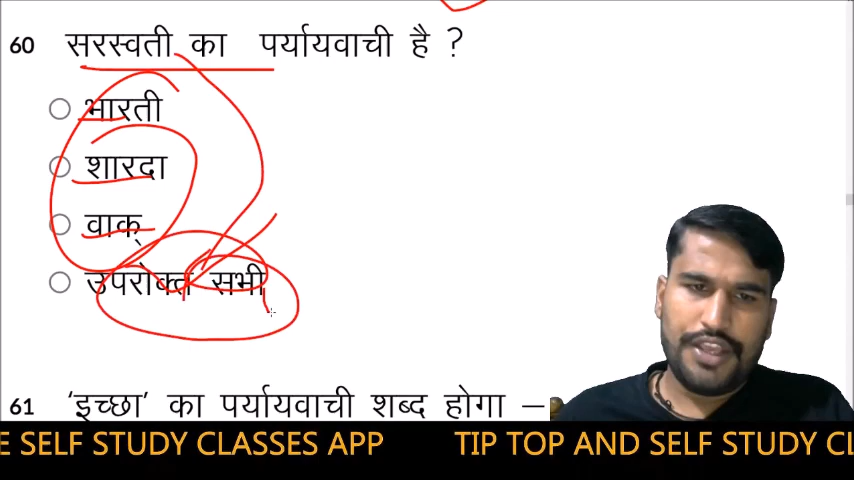 60 सरस्वती का पर्यायवाची है ?
भारती
शारदा
वाक्
उपरोक्त सभी
61 'इच्छा' का पर्यायवाची शब्द होगा –
E SELF STUDY CLASSES APP TIP TOP AND SELF STUDY CL